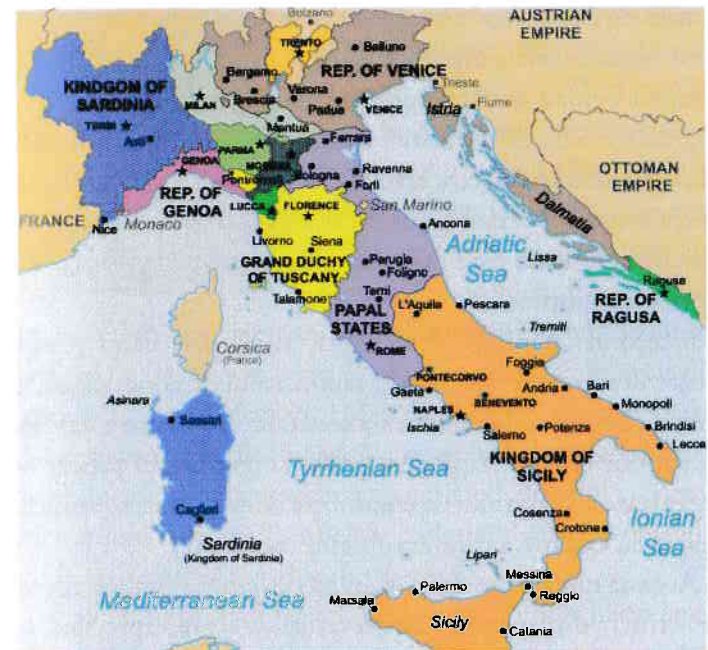 Bolzano
AUSTRIAN
EMPIRE
TRENTO
Belluno
Bergamo
REP. OF VENICE
KINDGOM OF
SARDINIA
MILAN
Brescia
Verona
Padua
VENICE
Trieste
Istria
Fiume
TURIN
Asti
Mantua
PARMA
Ferrara
GENOA
Bologna
Ravenna
Forlì
OTTOMAN
EMPIRE
REP. OF
GENOA
LUCCA
FLORENCE
San, Marino
Dalmatia
FRANCE
Nice
Monaco
Ancona
Livorno
Siena
Adriatic
Sea
Lissa
GRAND DUCHY
OF TUSCANY
Perugia
Foligno
Ragusa
Talamone
Terni
L'Aquila
Pescara
REP. OF
RAGUSA
PAPAL
STATES
Tremiti
Corsica
(France)
ROME
Foggia
PONTECORVO
Andria
Bari
Asinara
Gaeta
BENEVENTO
Monopoli
Sassari
NAPLES
Ischia
Salerno
Potenza
Brindisi
Lecce
Tyrrhenian Sea
KINGDOM OF
SICILY
Cagliari
Cosenza
Crotone
Ionian
Sea
Sardinia
(Kingdom of Sardinia)
Lipari
Messina
Mediterranean Sea
Marsala
Palermo
Reggio
Sicily
Catania